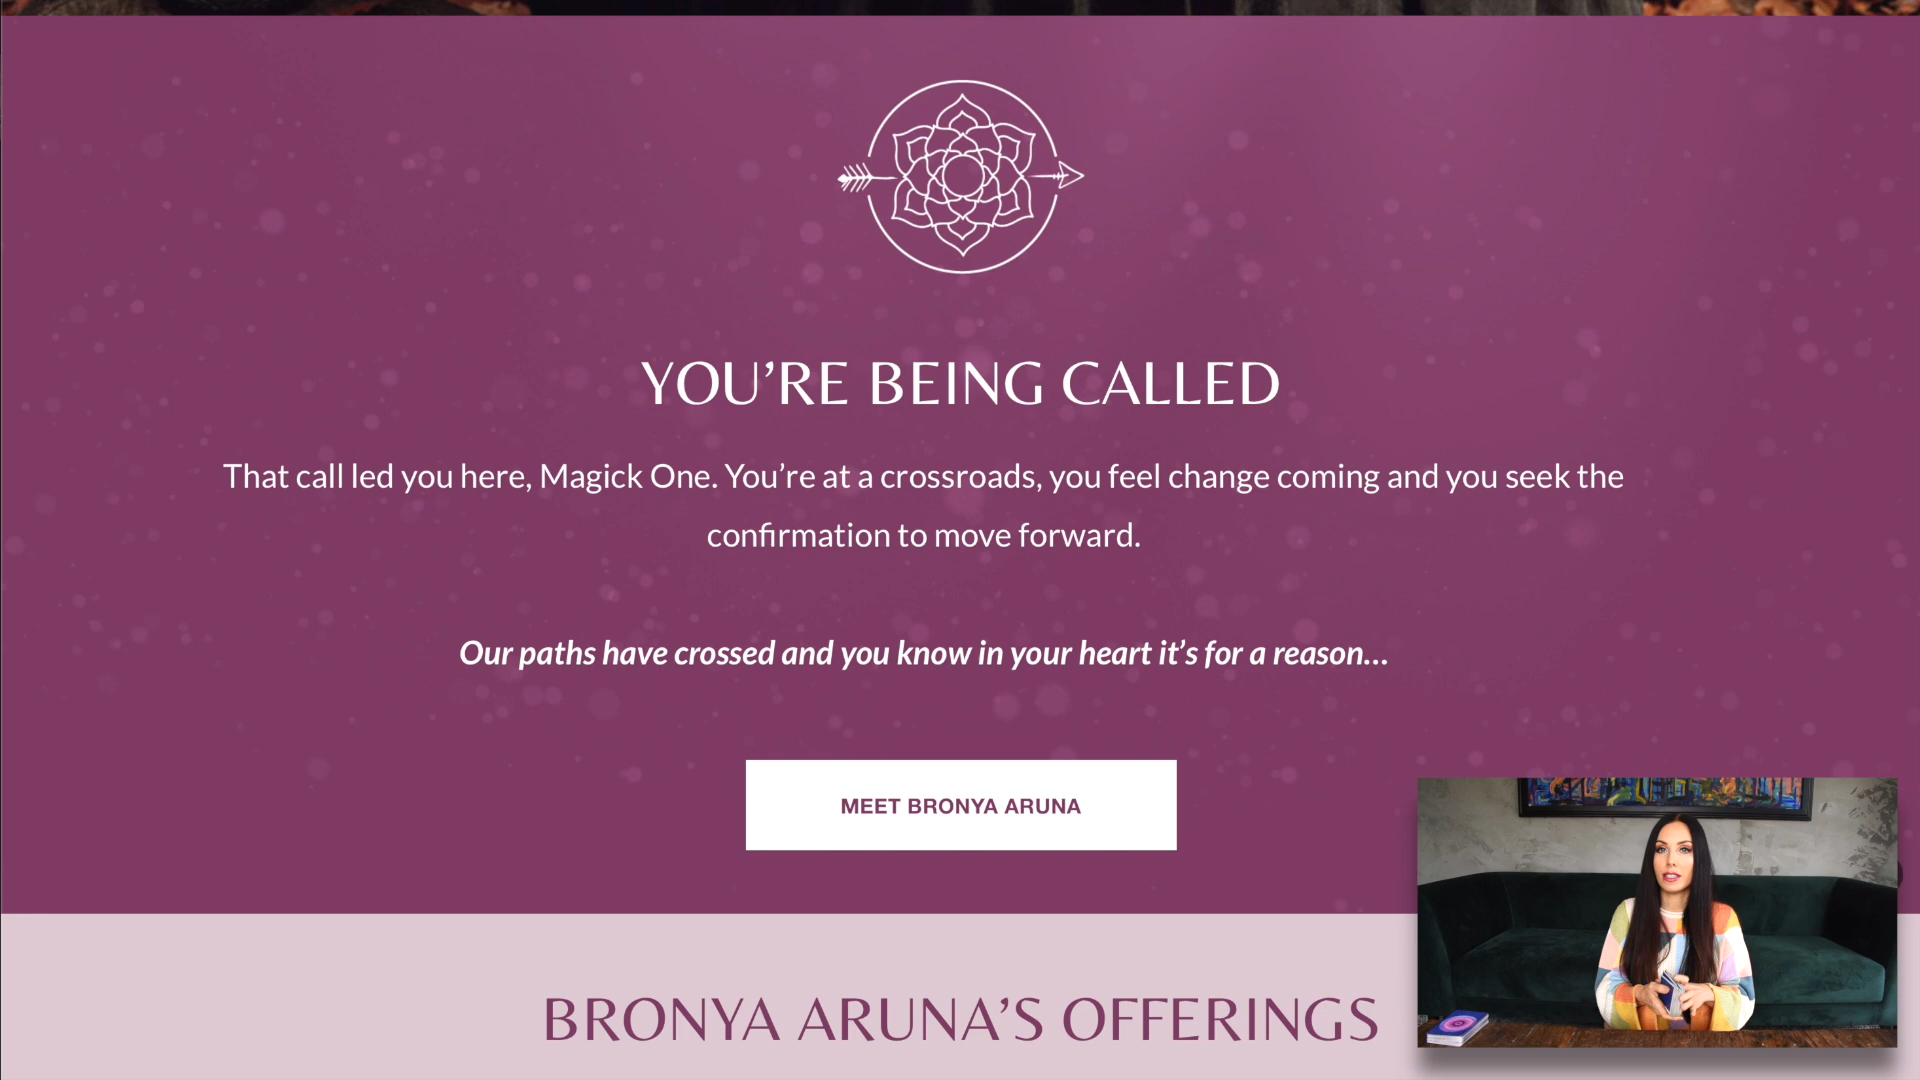 YOU’RE BEING CALLED
That call led you here, Magick One. You’re at a crossroads, you feel change coming and you seek the
confirmation to move forward.
Our paths have crossed and you know in your heart it’s for a reason...
MEET BRONYA ARUNA
BRONYA ARUNA’S OFFERINGS